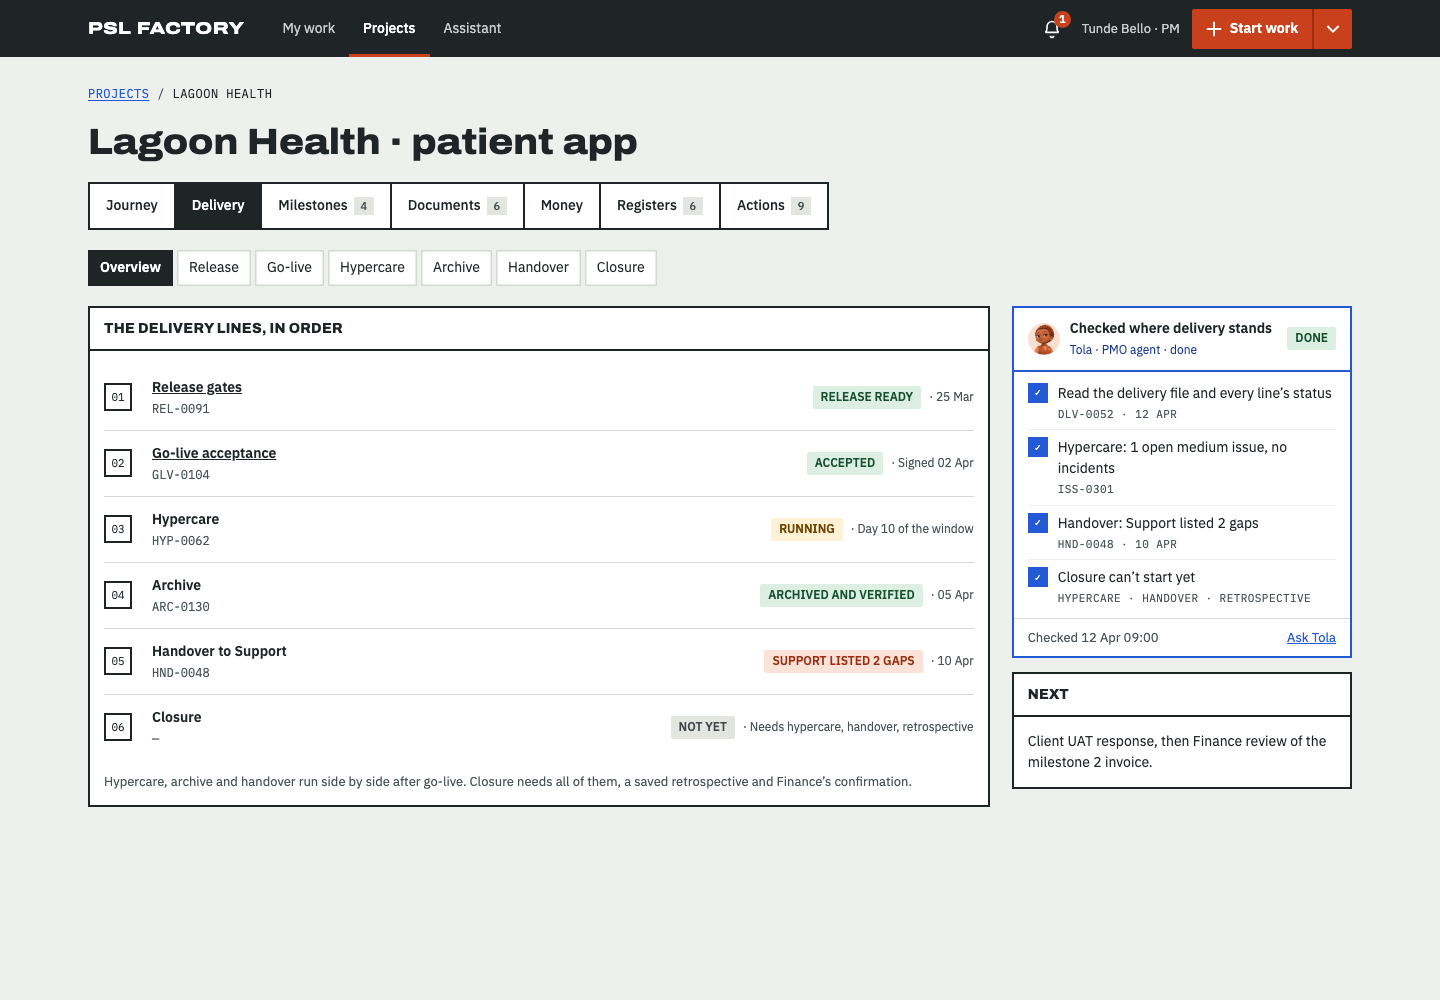 PSL FACTORY
My work
Projects
Assistant
1
Tunde Bello · PM
Start work
PROJECTS / LAGOON HEALTH
Lagoon Health · patient app
Journey
Delivery
Milestones 4
Documents 6
Money
Registers 6
Actions 9
Overview
Release
Go-live
Hypercare
Archive
Handover
Closure
THE DELIVERY LINES, IN ORDER
01
Release gates
REL-0091
RELEASE READY · 25 Mar
02
Go-live acceptance
GLV-0104
ACCEPTED · Signed 02 Apr
03
Hypercare
HYP-0062
RUNNING · Day 10 of the window
04
Archive
ARC-0130
ARCHIVED AND VERIFIED · 05 Apr
05
Handover to Support
HND-0048
SUPPORT LISTED 2 GAPS · 10 Apr
06
Closure
—
NOT YET · Needs hypercare, handover, retrospective
Hypercare, archive and handover run side by side after go-live. Closure needs all of them, a saved retrospective and Finance’s confirmation.
Checked where delivery stands
Tola · PMO agent · done
DONE
Read the delivery file and every line’s status
DLV-0052 · 12 APR
Hypercare: 1 open medium issue, no
incidents
ISS-0301
Handover: Support listed 2 gaps
HND-0048 · 10 APR
Closure can’t start yet
HYPERCARE · HANDOVER · RETROSPECTIVE
Checked 12 Apr 09:00
Ask Tola
NEXT
Client UAT response, then Finance review of the
milestone 2 invoice.